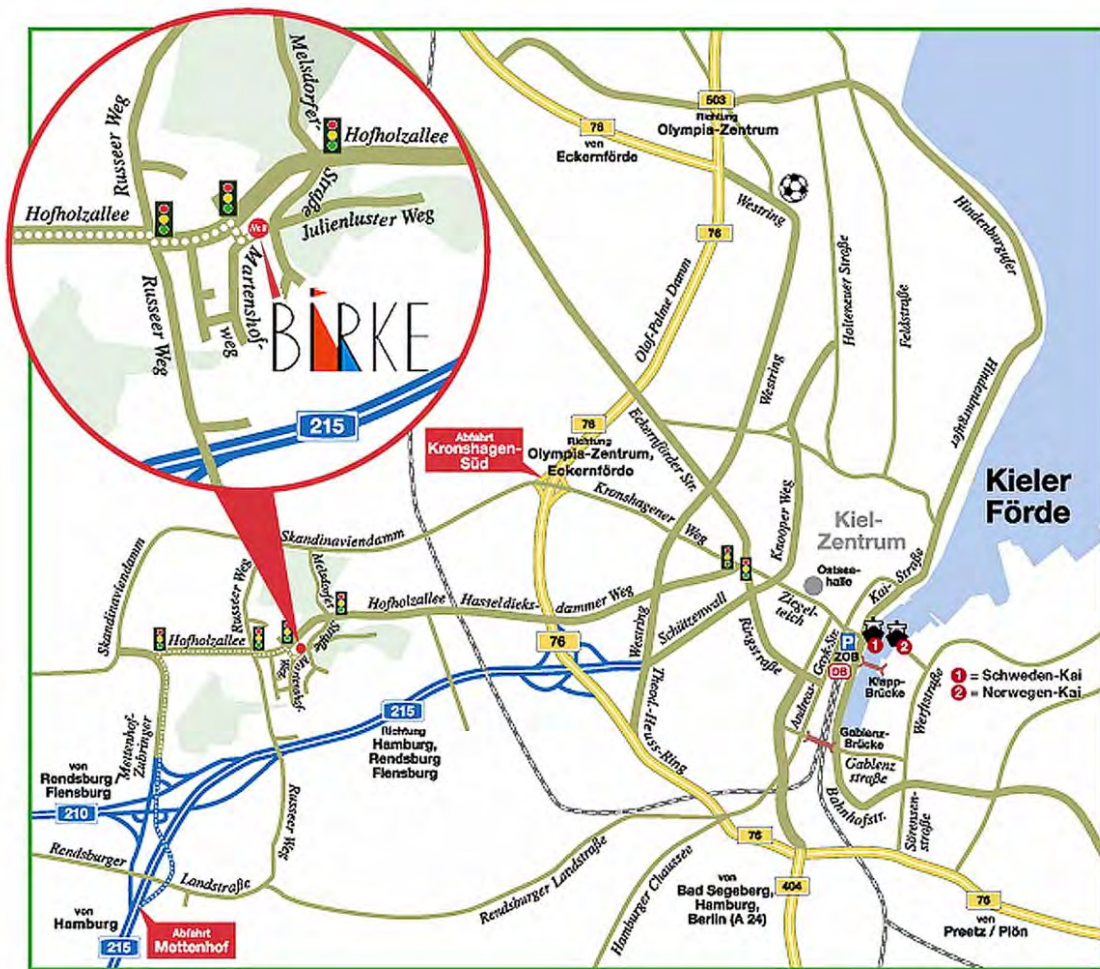 Russeer Weg
Melsdorfer
Straße
Hofholzallee
Hofholzallee
Julienluster Weg
Nr. 8
Martenshof-
weg
Russeer Weg
BIRKE
215
503
Richtung
Olympia-Zentrum
76
von
Eckernförde
Westring
Hindenburgufer
76
Olof-Palme Damm
Holtenauer Straße
Feldstraße
Westring
Hindenburgufer
76
Richtung
Olympia-Zentrum,
Eckernförde
Abfahrt
Kronshagen-
Süd
Eckernförder Str.
Kronshagener Weg
Knooper Weg
Kieler
Förde
Kiel-
Zentrum
Ostsee-
halle
Skandinaviendamm
Skandinaviendamm
Russeer Weg
Melsdorfer
Straße
Hofholzallee
Hofholzallee
Hasseldieks-
dammer Weg
Martenshof-
weg
Westring
Schützenwall
Ziegel-
teich
Kai-Straße
Ringstraße
Andreas-
Gayk-Str.
P
ZOB
DB
1
2
Klapp-
Brücke
Werftstraße
1 = Schweden-Kai
2 = Norwegen-Kai
76
Theod.-Heuss-Ring
215
Richtung
Hamburg,
Rendsburg
Flensburg
Mettenhof-
Zubringer
von
Rendsburg
Flensburg
210
Russeer Weg
Gablenz-
Brücke
Gablenz
straße
Bahnhofstr.
Sörensen-
straße
Rendsburger
Landstraße
Rendsburger Landstraße
Hamburger Chaussee
76
404
von
Bad Segeberg,
Hamburg,
Berlin (A 24)
76
von
Preetz / Plön
von
Hamburg
215
Abfahrt
Mettenhof